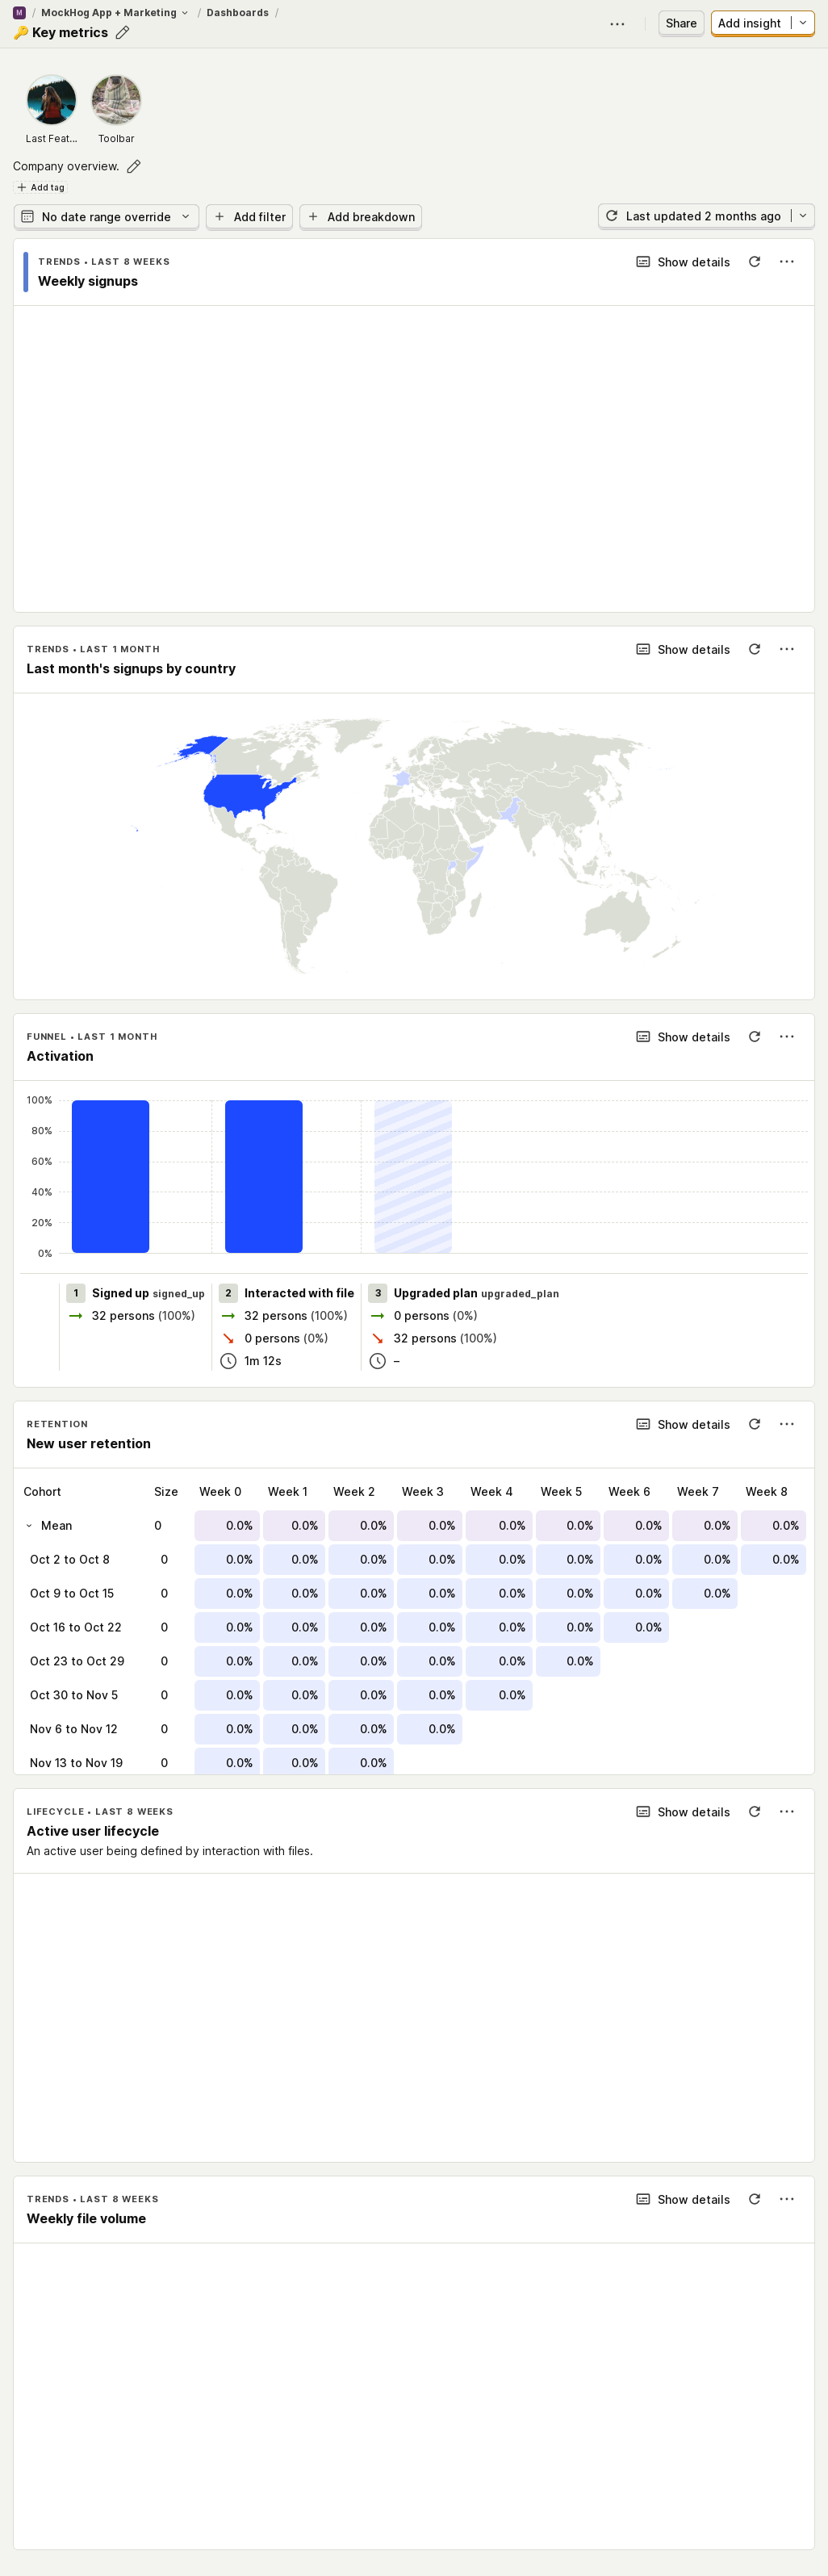 M / MockHog App + Marketing / Dashboards /
🔑 Key metrics
Share
Add insight
Last Feat...
Toolbar
Company overview.
Add tag
No date range override
Add filter
Add breakdown
Last updated 2 months ago
TRENDS • LAST 8 WEEKS
Show details
Weekly signups
TRENDS • LAST 1 MONTH
Show details
Last month's signups by country
FUNNEL • LAST 1 MONTH
Show details
Activation
100%
80%
60%
40%
20%
0%
1 Signed up signed_up
32 persons (100%)
2 Interacted with file
32 persons (100%)
0 persons (0%)
1m 12s
3 Upgraded plan upgraded_plan
0 persons (0%)
32 persons (100%)
–
RETENTION
Show details
New user retention
Cohort Size Week 0 Week 1 Week 2 Week 3 Week 4 Week 5 Week 6 Week 7 Week 8
Mean 0 0.0% 0.0% 0.0% 0.0% 0.0% 0.0% 0.0% 0.0% 0.0%
Oct 2 to Oct 8 0 0.0% 0.0% 0.0% 0.0% 0.0% 0.0% 0.0% 0.0% 0.0%
Oct 9 to Oct 15 0 0.0% 0.0% 0.0% 0.0% 0.0% 0.0% 0.0% 0.0%
Oct 16 to Oct 22 0 0.0% 0.0% 0.0% 0.0% 0.0% 0.0% 0.0%
Oct 23 to Oct 29 0 0.0% 0.0% 0.0% 0.0% 0.0% 0.0%
Oct 30 to Nov 5 0 0.0% 0.0% 0.0% 0.0% 0.0%
Nov 6 to Nov 12 0 0.0% 0.0% 0.0% 0.0%
Nov 13 to Nov 19 0 0.0% 0.0% 0.0%
LIFECYCLE • LAST 8 WEEKS
Show details
Active user lifecycle
An active user being defined by interaction with files.
TRENDS • LAST 8 WEEKS
Show details
Weekly file volume